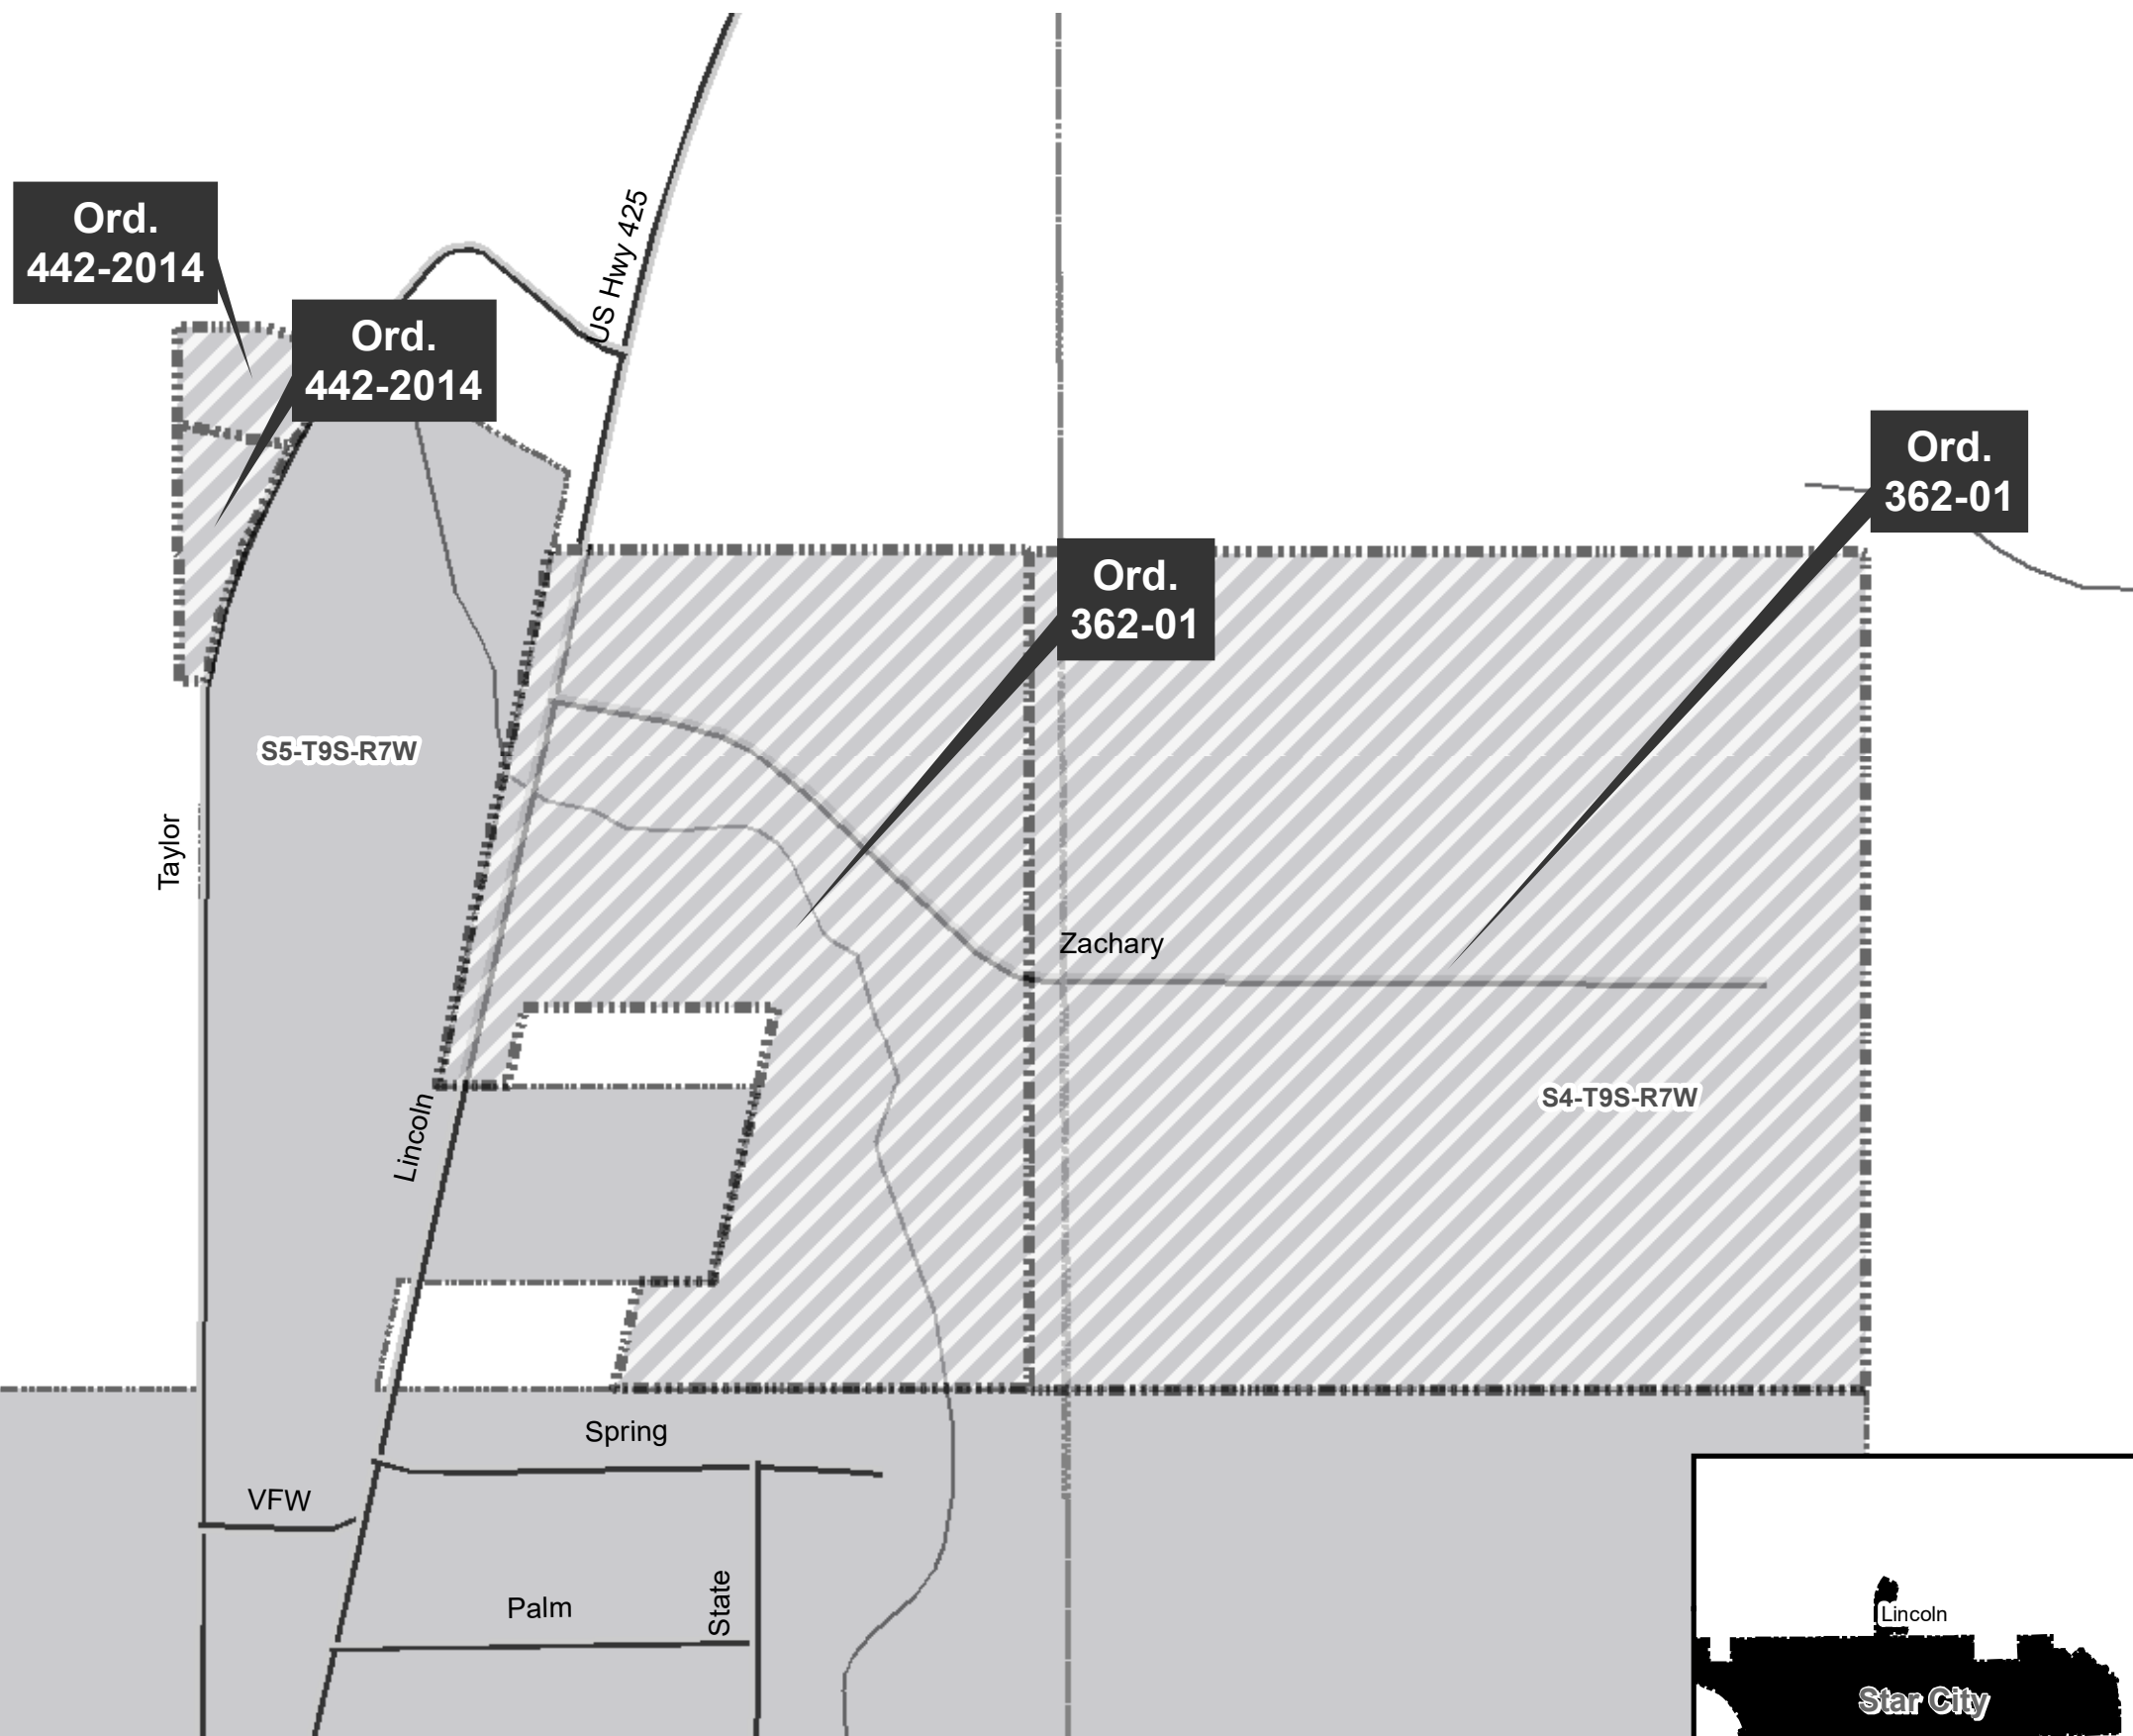 US Hwy 425
Ord.
442-2014
Ord.
442-2014
Ord.
362-01
Ord.
362-01
S5-T9S-R7W
Taylor
Zachary
S4-T9S-R7W
Lincoln
Spring
VFW
Palm
State
Lincoln
Star City